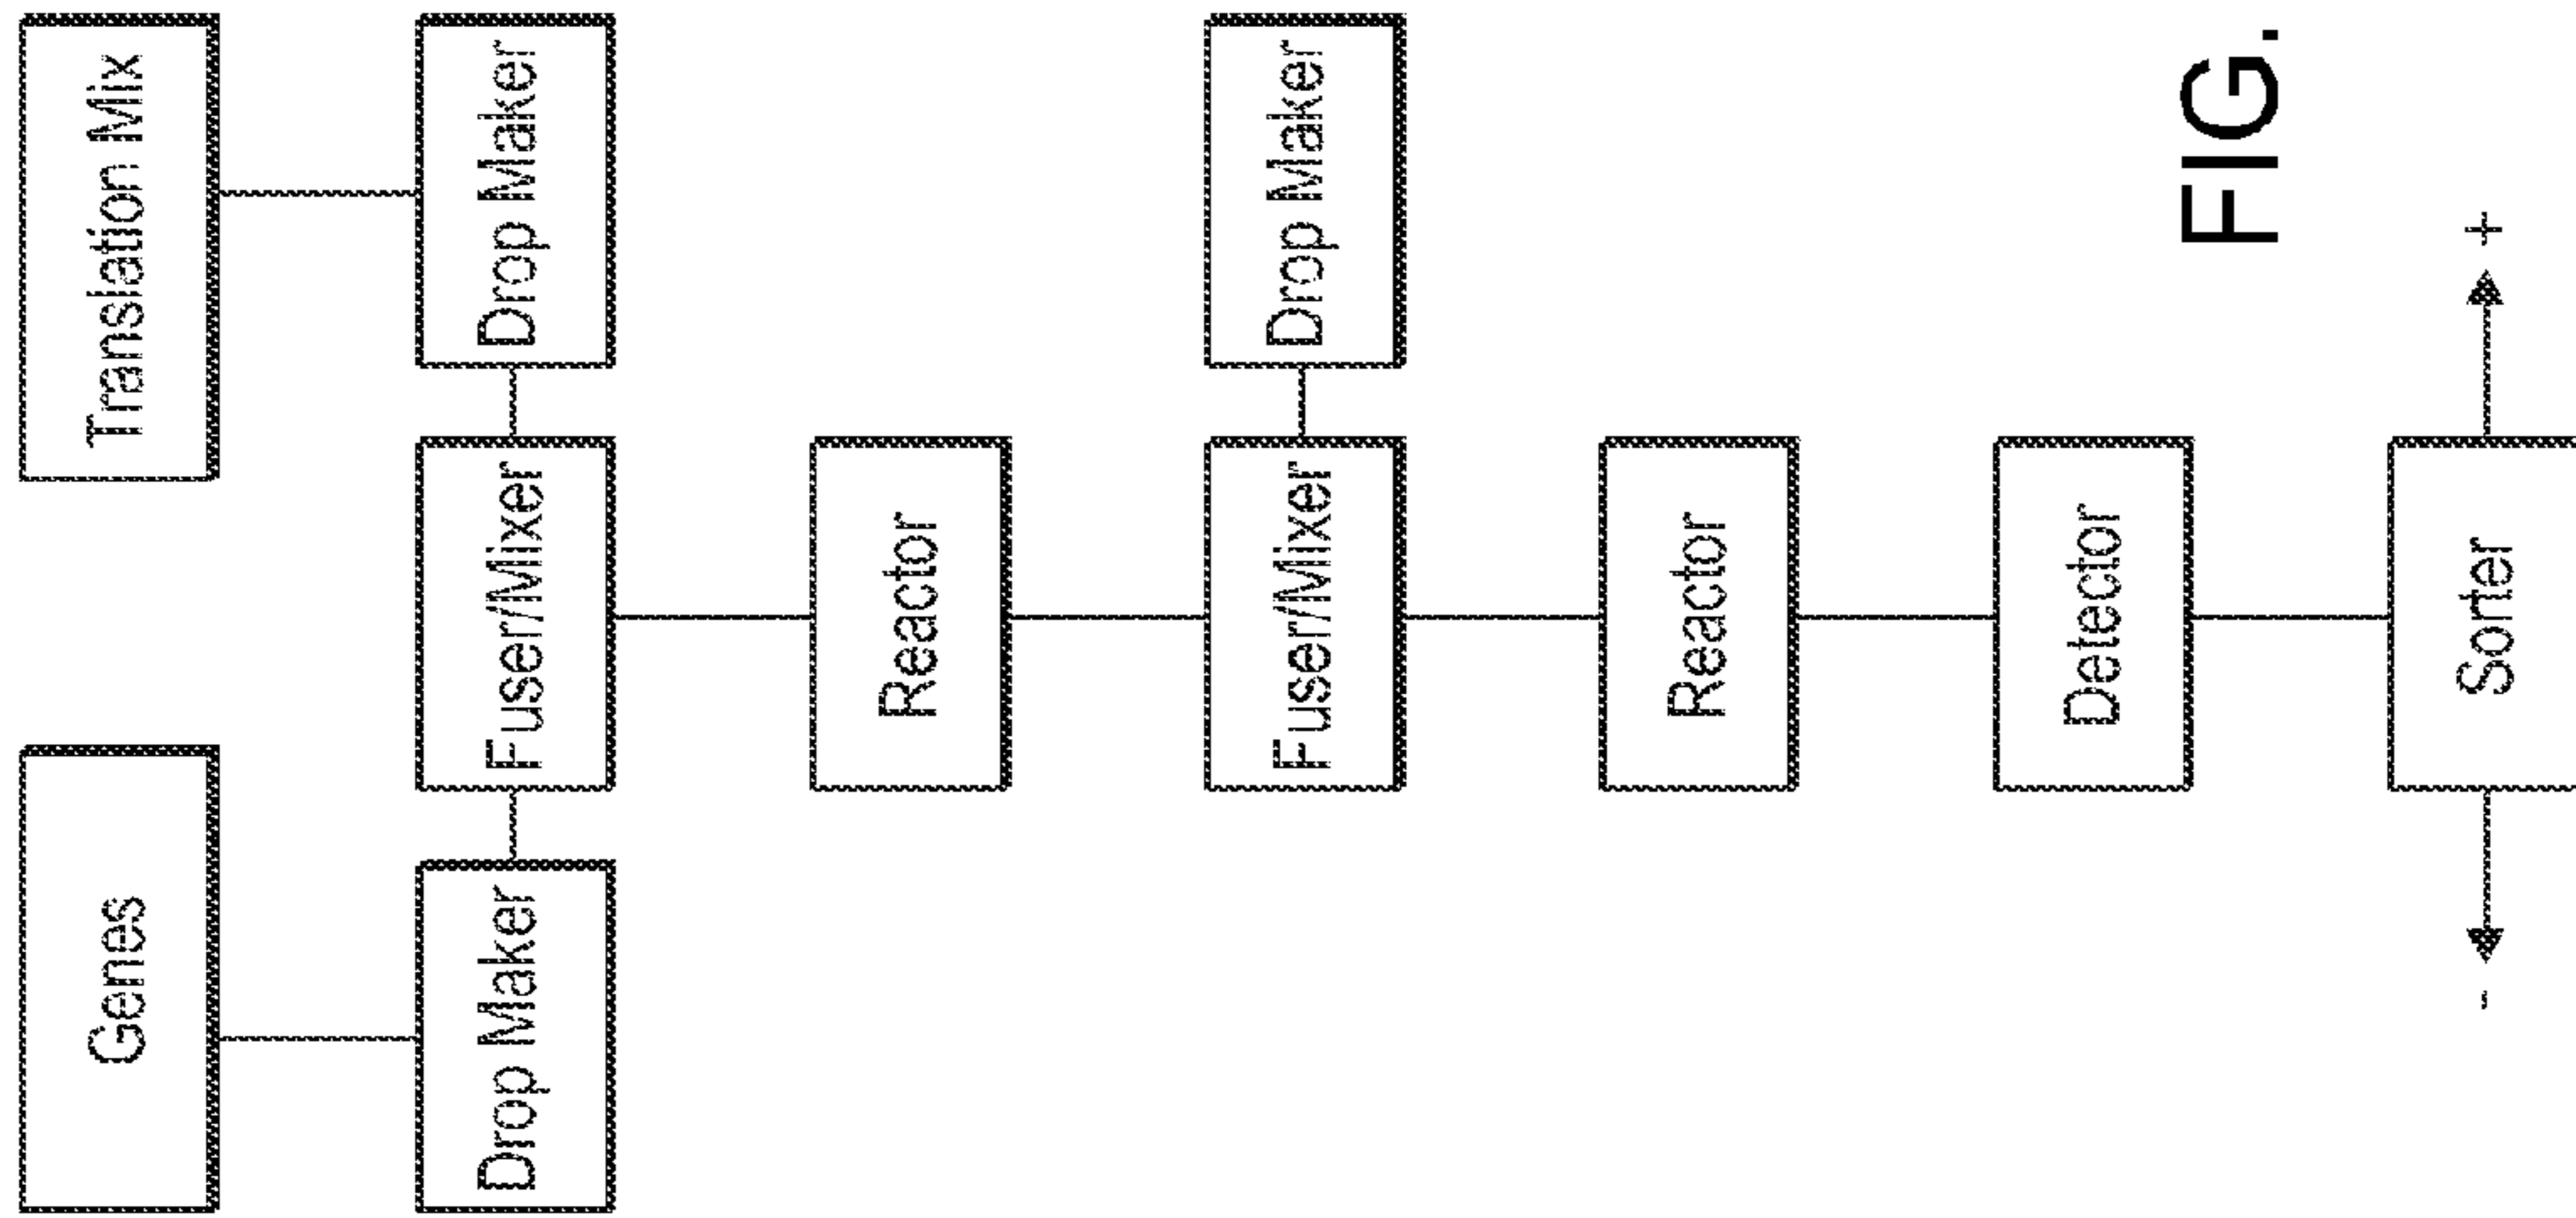 Genes
Translation Mix
Drop Maker
Fuser/Mixer
Drop Maker
Reactor
Fuser/Mixer
Drop Maker
Reactor
Detector
Sorter
-
+
FIG.